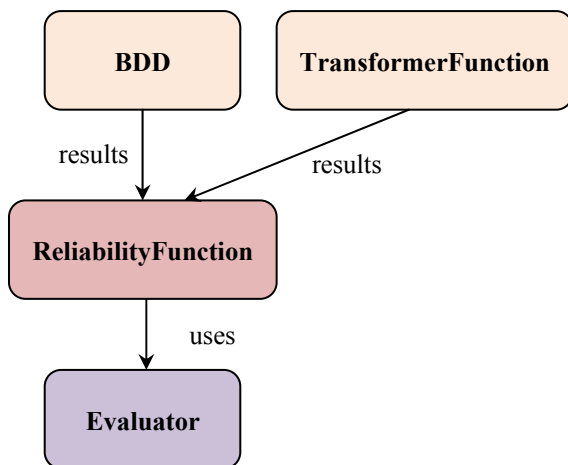 BDD
TransformerFunction
results
results
ReliabilityFunction
uses
Evaluator